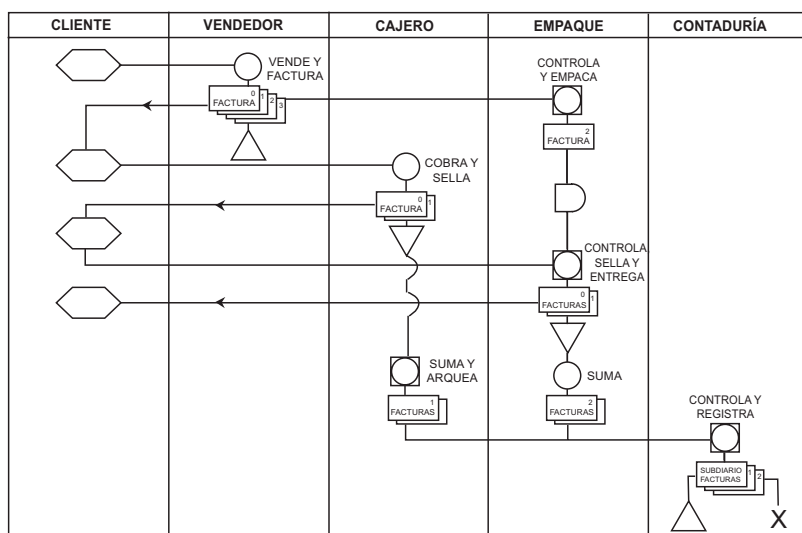 CLIENTE
VENDEDOR
CAJERO
EMPAQUE
CONTADURÍA
VENDE Y
FACTURA
0
FACTURA
1
2
3
CONTROLA
Y EMPACA
2
FACTURA
COBRA Y
SELLA
0
FACTURA
1
CONTROLA,
SELLA Y
ENTREGA
0
FACTURAS
1
SUMA Y
ARQUEA
1
FACTURAS
SUMA
2
FACTURAS
CONTROLA Y
REGISTRA
SUBDIARIO
FACTURAS
1
2
X